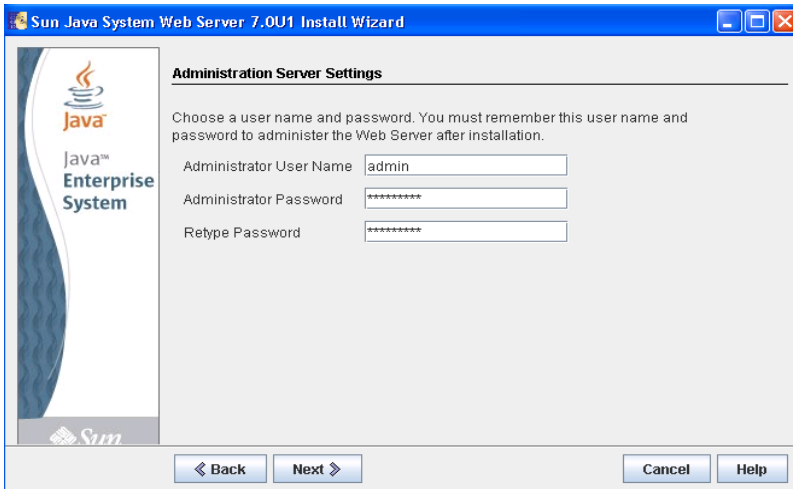 Sun Java System Web Server 7.0U1 Install Wizard
Java™
Java™
Enterprise
System
Sun
Administration Server Settings
Choose a user name and password. You must remember this user name and
password to administer the Web Server after installation.
Administrator User Name admin
Administrator Password *********
Retype Password *********
Back Next Cancel Help